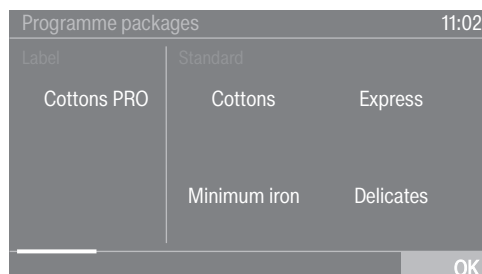 Programme packages 11:02
Label Standard
Cottons PRO Cottons Express
Minimum iron Delicates
OK